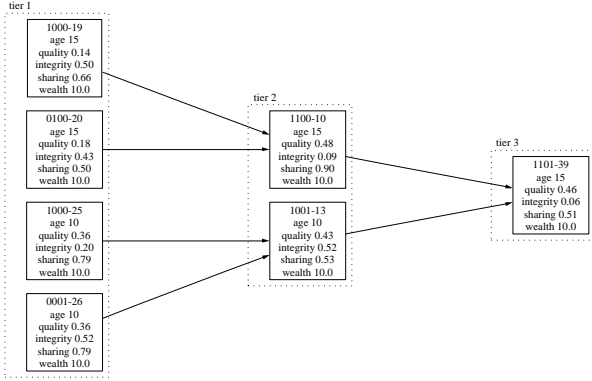 tier 1
1000-19
age 15
quality 0.14
integrity 0.50
sharing 0.66
wealth 10.0
0100-20
age 15
quality 0.18
integrity 0.43
sharing 0.50
wealth 10.0
1000-25
age 10
quality 0.36
integrity 0.20
sharing 0.79
wealth 10.0
0001-26
age 10
quality 0.36
integrity 0.52
sharing 0.79
wealth 10.0
tier 2
1100-10
age 15
quality 0.48
integrity 0.09
sharing 0.90
wealth 10.0
1001-13
age 10
quality 0.43
integrity 0.52
sharing 0.53
wealth 10.0
tier 3
1101-39
age 15
quality 0.46
integrity 0.06
sharing 0.51
wealth 10.0